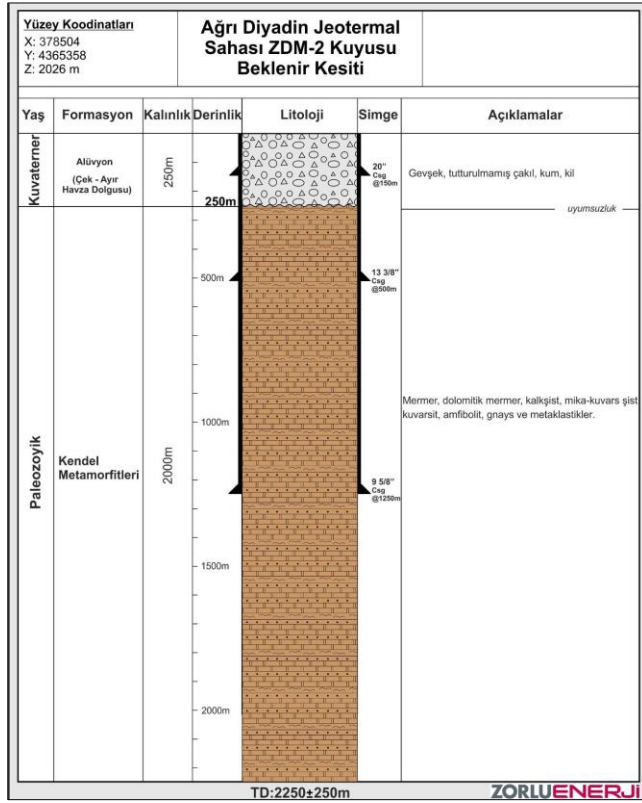 Yüzey Koodinatları
X: 378504
Y: 4365358
Z: 2026 m
Ağrı Diyadin Jeotermal
Sahası ZDM-2 Kuyusu
Beklenir Kesiti
Yaş Formasyon Kalınlık Derinlik Litoloji Simge Açıklamalar
Kuvaterner
Alüvyon
(Çek - Ayır
Havza Dolgusu)
250m
250m
20"
Csg
@150m
Gevşek, tutturulmamış çakıl, kum, kil
uyumsuzluk
Paleozoyik
Kendel
Metamorfitleri
2000m
500m
1000m
1500m
2000m
13 3/8"
Csg
@500m
9 5/8"
Csg
@1250m
Mermer, dolomitik mermer, kalkşist, mika-kuvars şist
kuvarsit, amfibolit, gnays ve metaklastikler.
TD:2250±250m
ZORLUENERJİ